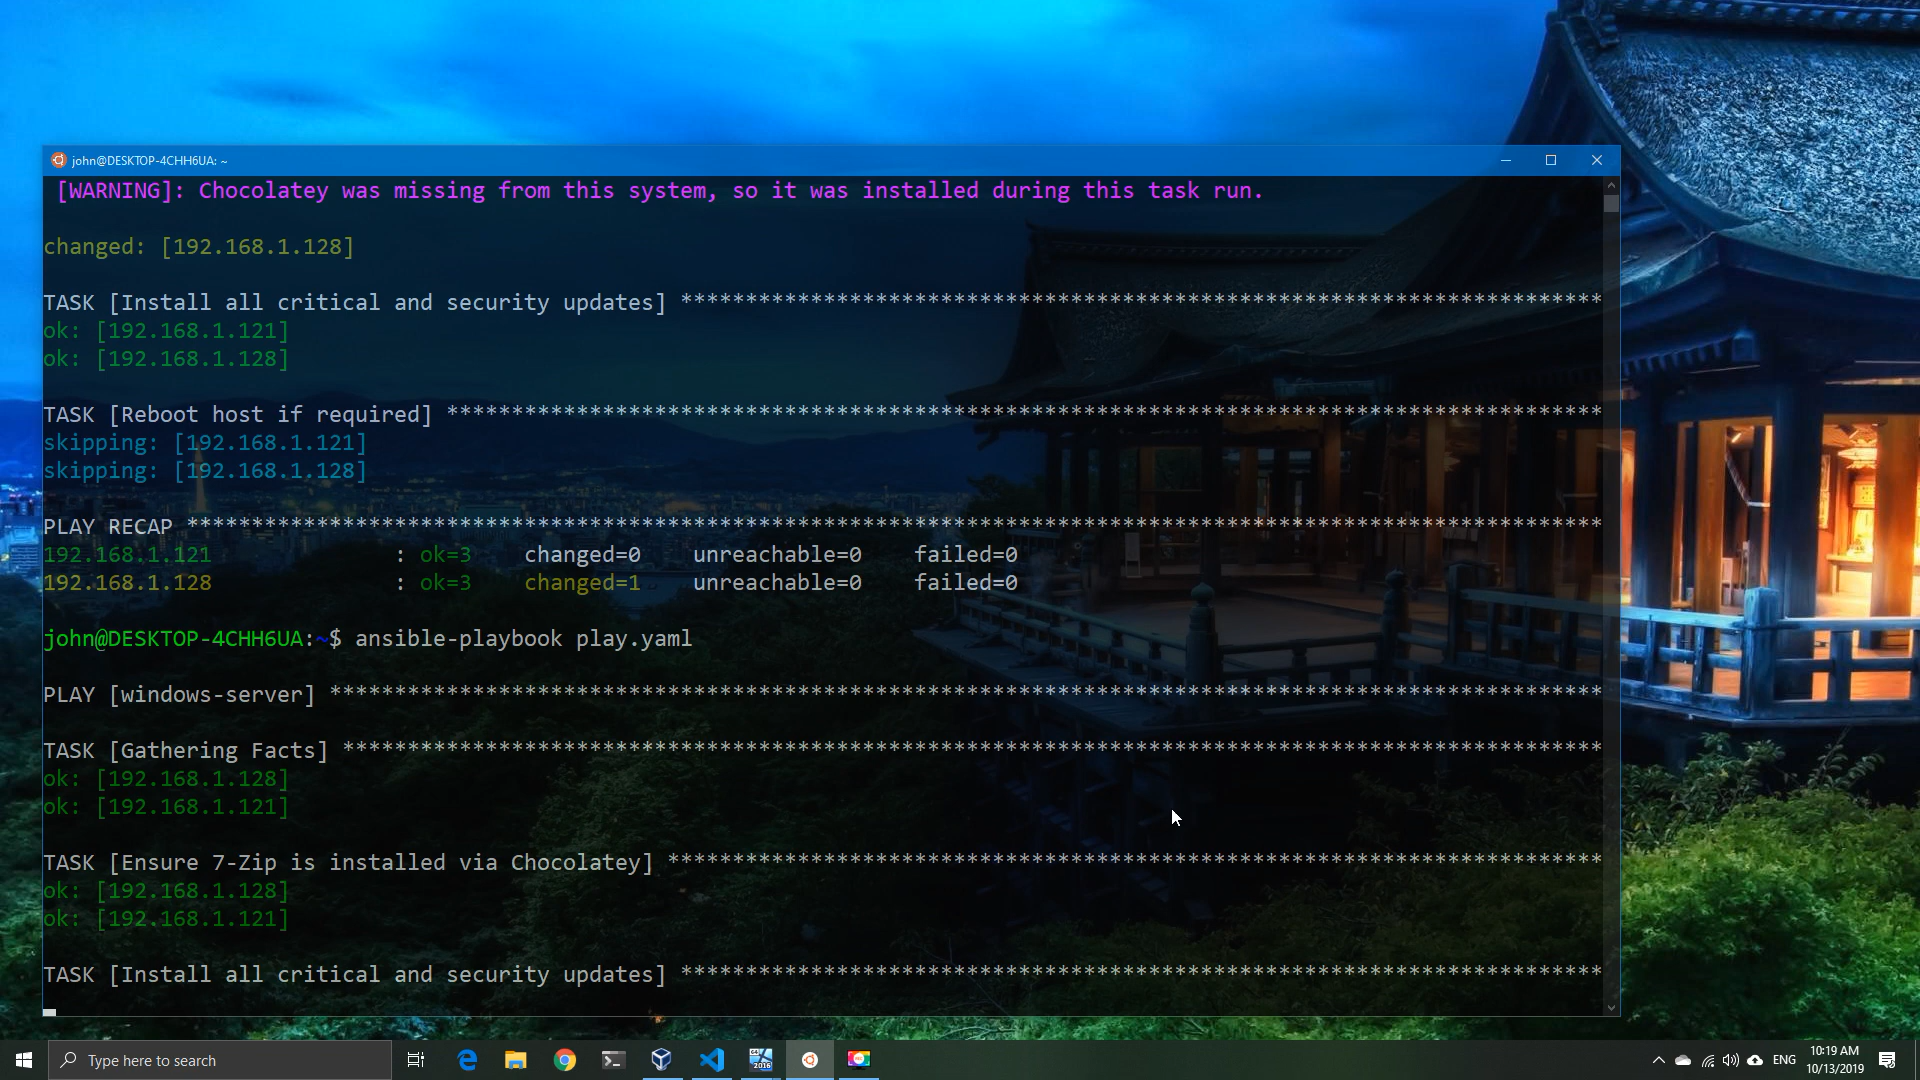 john@DESKTOP-4CHH6UA: ~
[WARNING]: Chocolatey was missing from this system, so it was installed during this task run.
changed: [192.168.1.128]
TASK [Install all critical and security updates] ***********************************************************************
ok: [192.168.1.121]
ok: [192.168.1.128]
TASK [Reboot host if required] *****************************************************************************************
skipping: [192.168.1.121]
skipping: [192.168.1.128]
PLAY RECAP *************************************************************************************************************
192.168.1.121 : ok=3 changed=0 unreachable=0 failed=0
192.168.1.128 : ok=3 changed=1 unreachable=0 failed=0
john@DESKTOP-4CHH6UA:~$ ansible-playbook play.yaml
PLAY [windows-server] **************************************************************************************************
TASK [Gathering Facts] *************************************************************************************************
ok: [192.168.1.128]
ok: [192.168.1.121]
TASK [Ensure 7-Zip is installed via Chocolatey] ************************************************************************
ok: [192.168.1.128]
ok: [192.168.1.121]
TASK [Install all critical and security updates] ***********************************************************************
Type here to search
2016
ENG
10:19 AM
10/13/2019